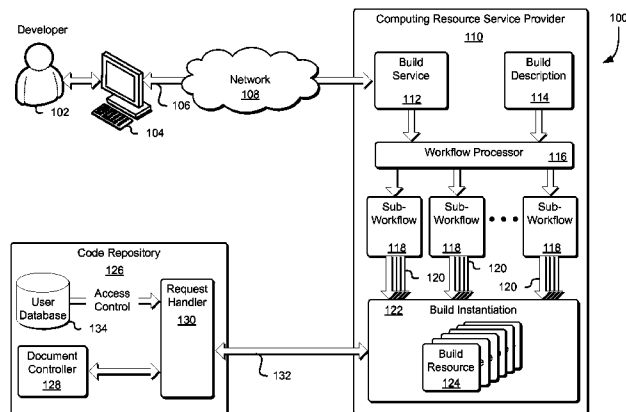 Developer
102
104
106
Network
108
Computing Resource Service Provider
110
100
Build
Service
112
Build
Description
114
Workflow Processor
116
Sub-
Workflow
118
Sub-
Workflow
118
Sub-
Workflow
118
120
120
120
122
Build Instantiation
Build
Resource
124
Code Repository
126
User
Database
134
Access
Control
Request
Handler
130
Document
Controller
128
132